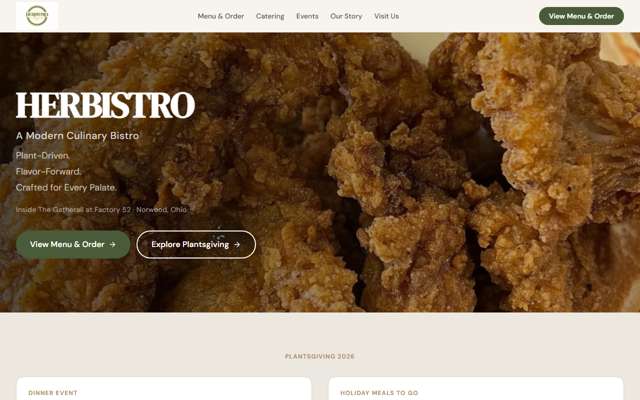 HERBISTRO
Menu & Order
Catering
Events
Our Story
Visit Us
View Menu & Order
HERBISTRO
A Modern Culinary Bistro
Plant-Driven.
Flavor-Forward.
Crafted for Every Palate.
Inside The Gatherall at Factory 52 · Norwood, Ohio
View Menu & Order →
Explore Plantsgiving →
PLANTSGIVING 2026
DINNER EVENT
HOLIDAY MEALS TO GO